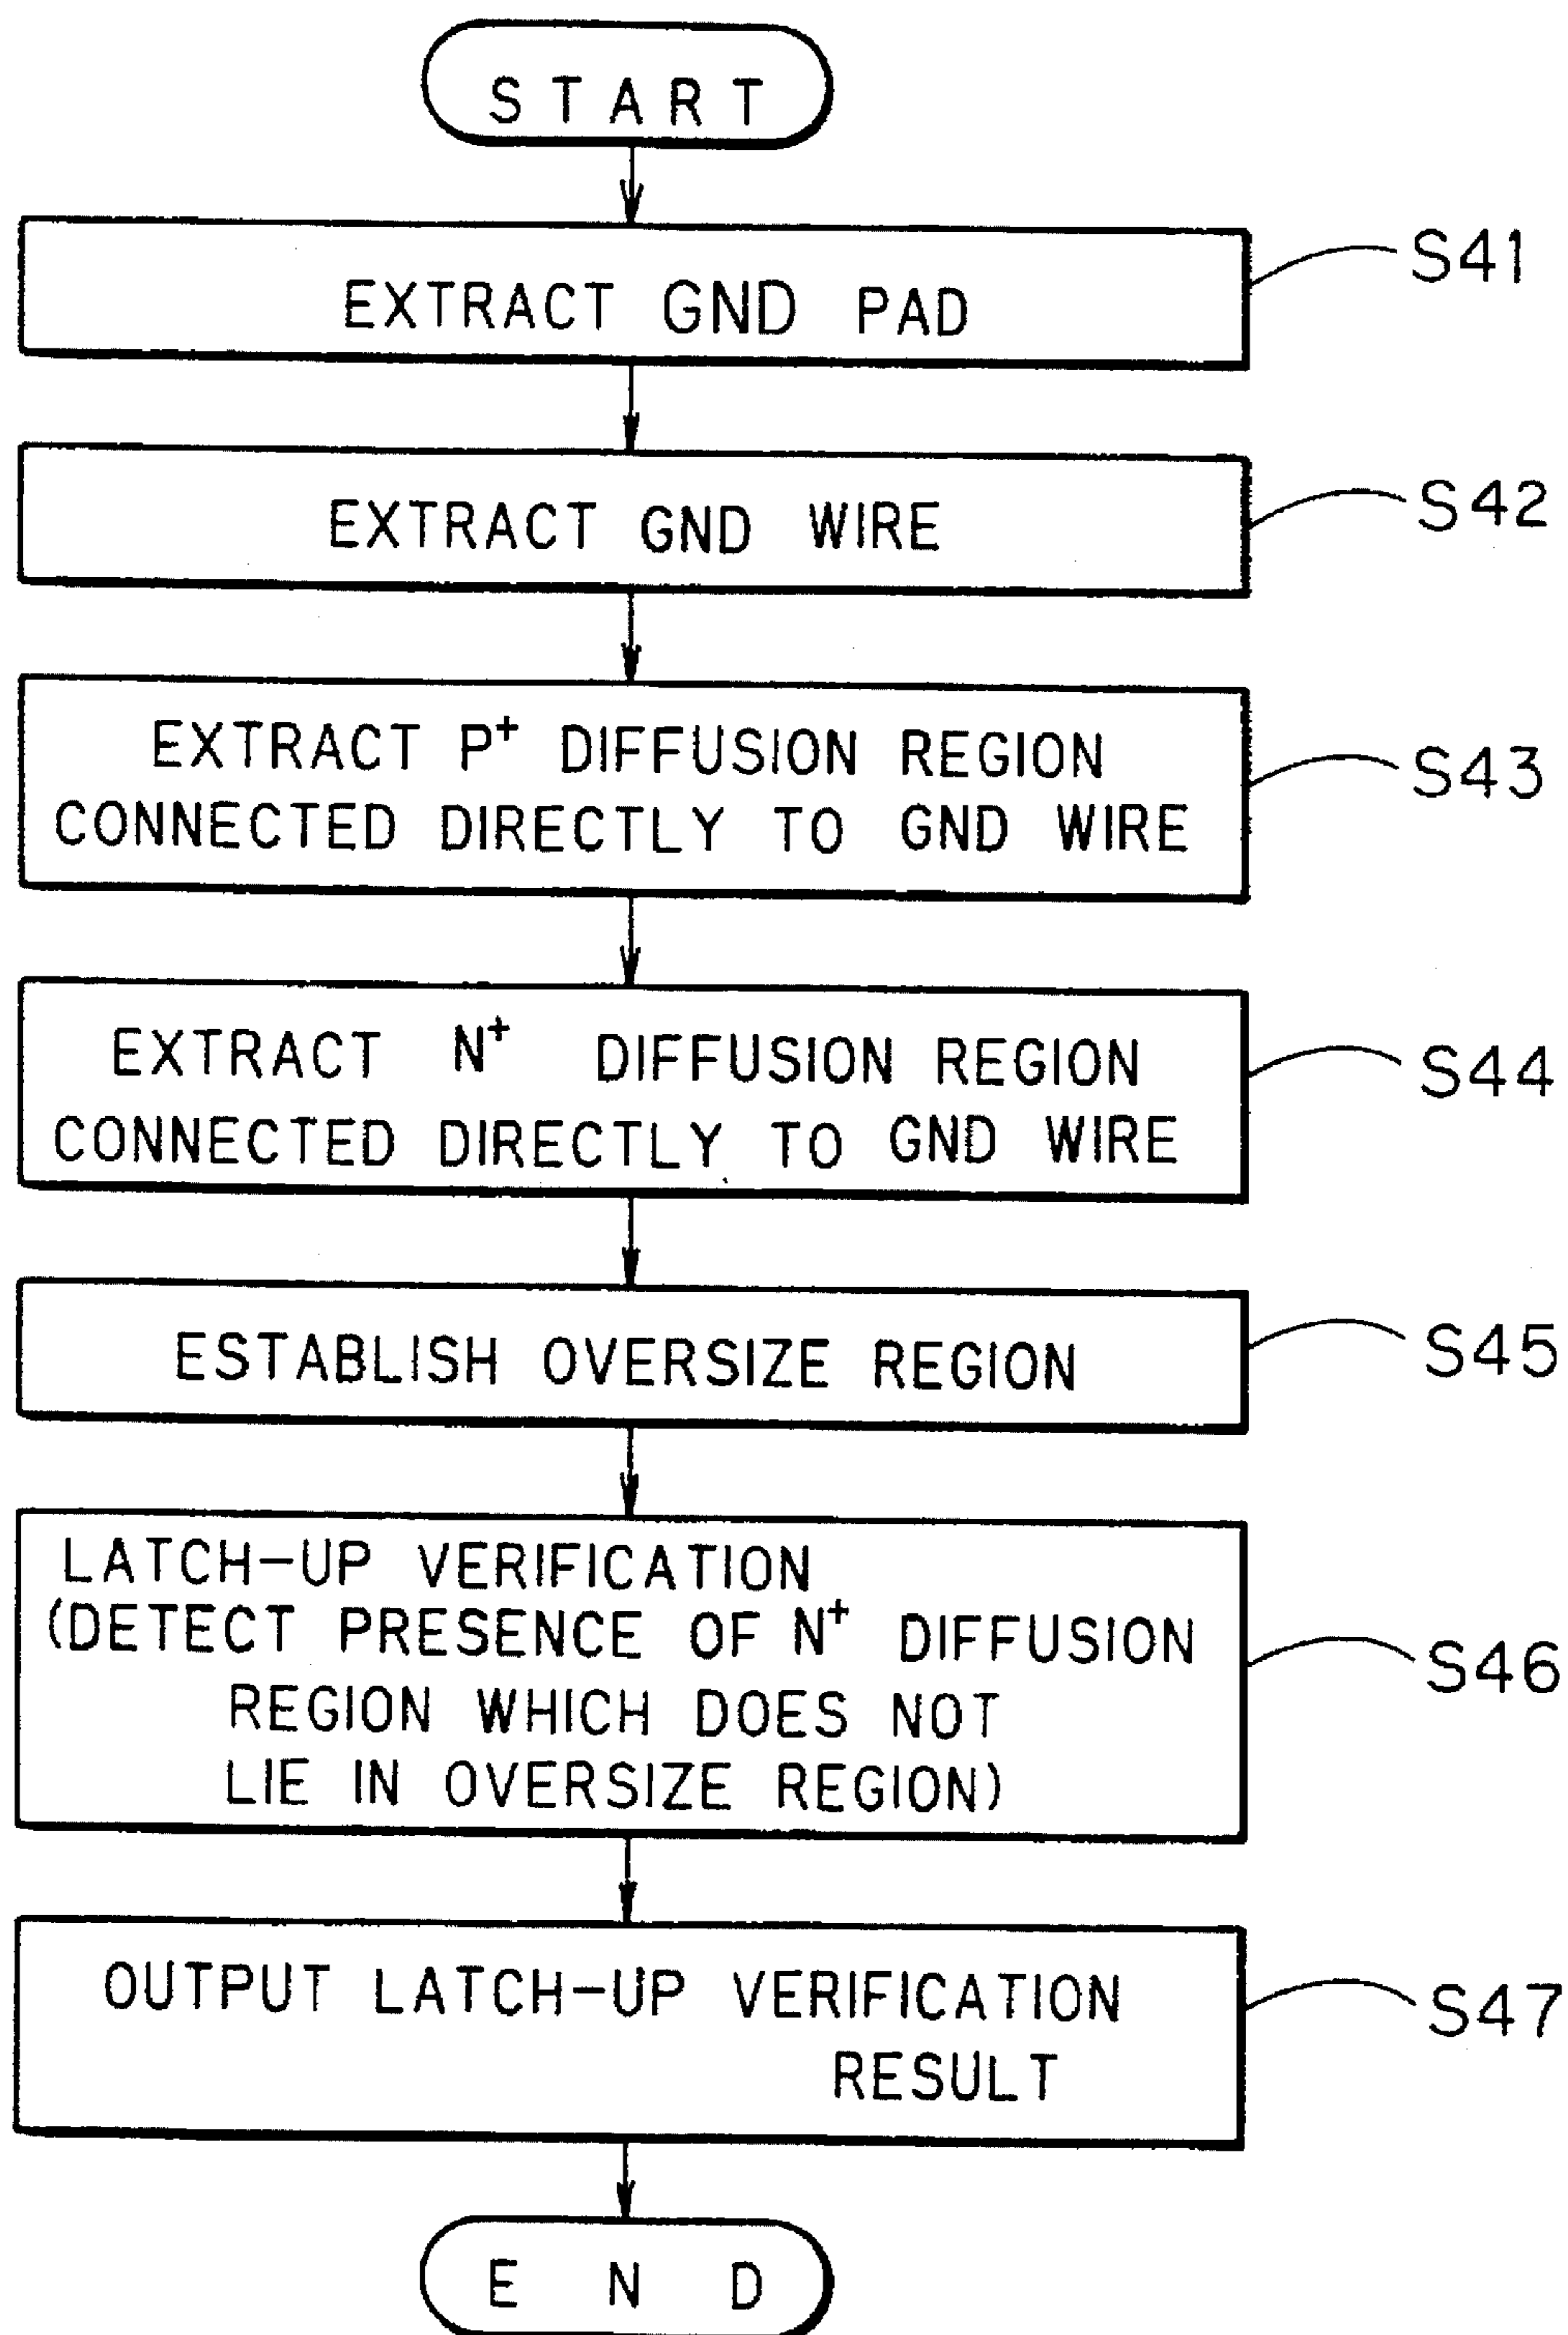 START
EXTRACT GND PAD
S41
EXTRACT GND WIRE
S42
EXTRACT P⁺ DIFFUSION REGION
CONNECTED DIRECTLY TO GND WIRE
S43
EXTRACT N⁺ DIFFUSION REGION
CONNECTED DIRECTLY TO GND WIRE
S44
ESTABLISH OVERSIZE REGION
S45
LATCH-UP VERIFICATION
(DETECT PRESENCE OF N⁺ DIFFUSION
REGION WHICH DOES NOT
LIE IN OVERSIZE REGION)
S46
OUTPUT LATCH-UP VERIFICATION
RESULT
S47
END